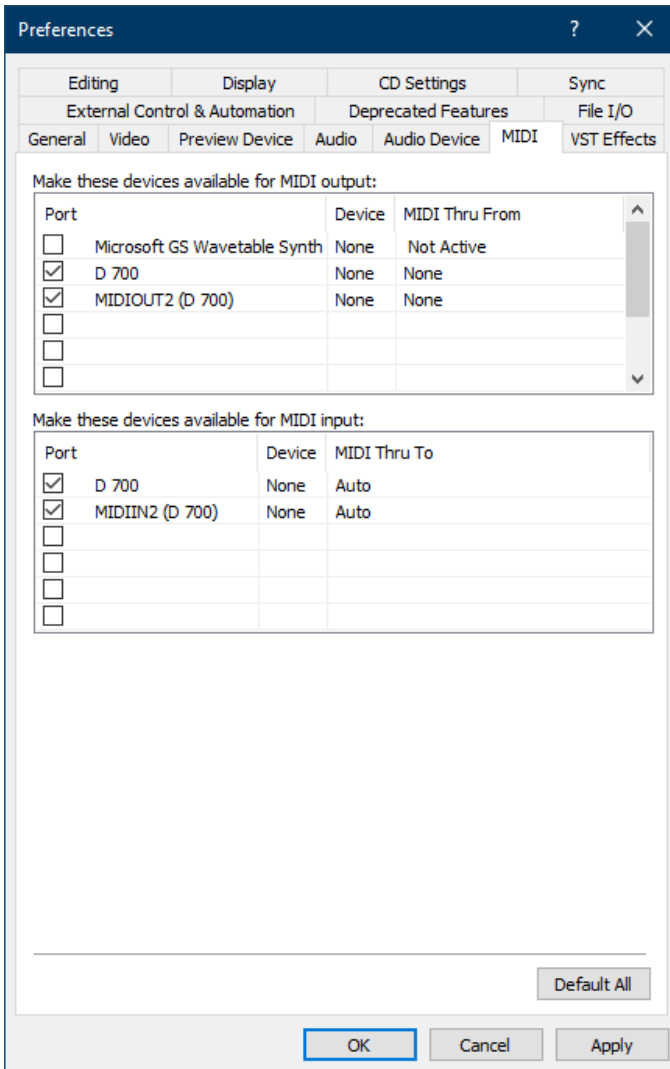 Preferences ? ✕
Editing Display CD Settings Sync
External Control & Automation Deprecated Features File I/O
General Video Preview Device Audio Audio Device MIDI VST Effects
Make these devices available for MIDI output:
Port Device MIDI Thru From
Microsoft GS Wavetable Synth None Not Active
D 700 None None
MIDIOUT2 (D 700) None None
Make these devices available for MIDI input:
Port Device MIDI Thru To
D 700 None Auto
MIDIIN2 (D 700) None Auto
Default All
OK Cancel Apply